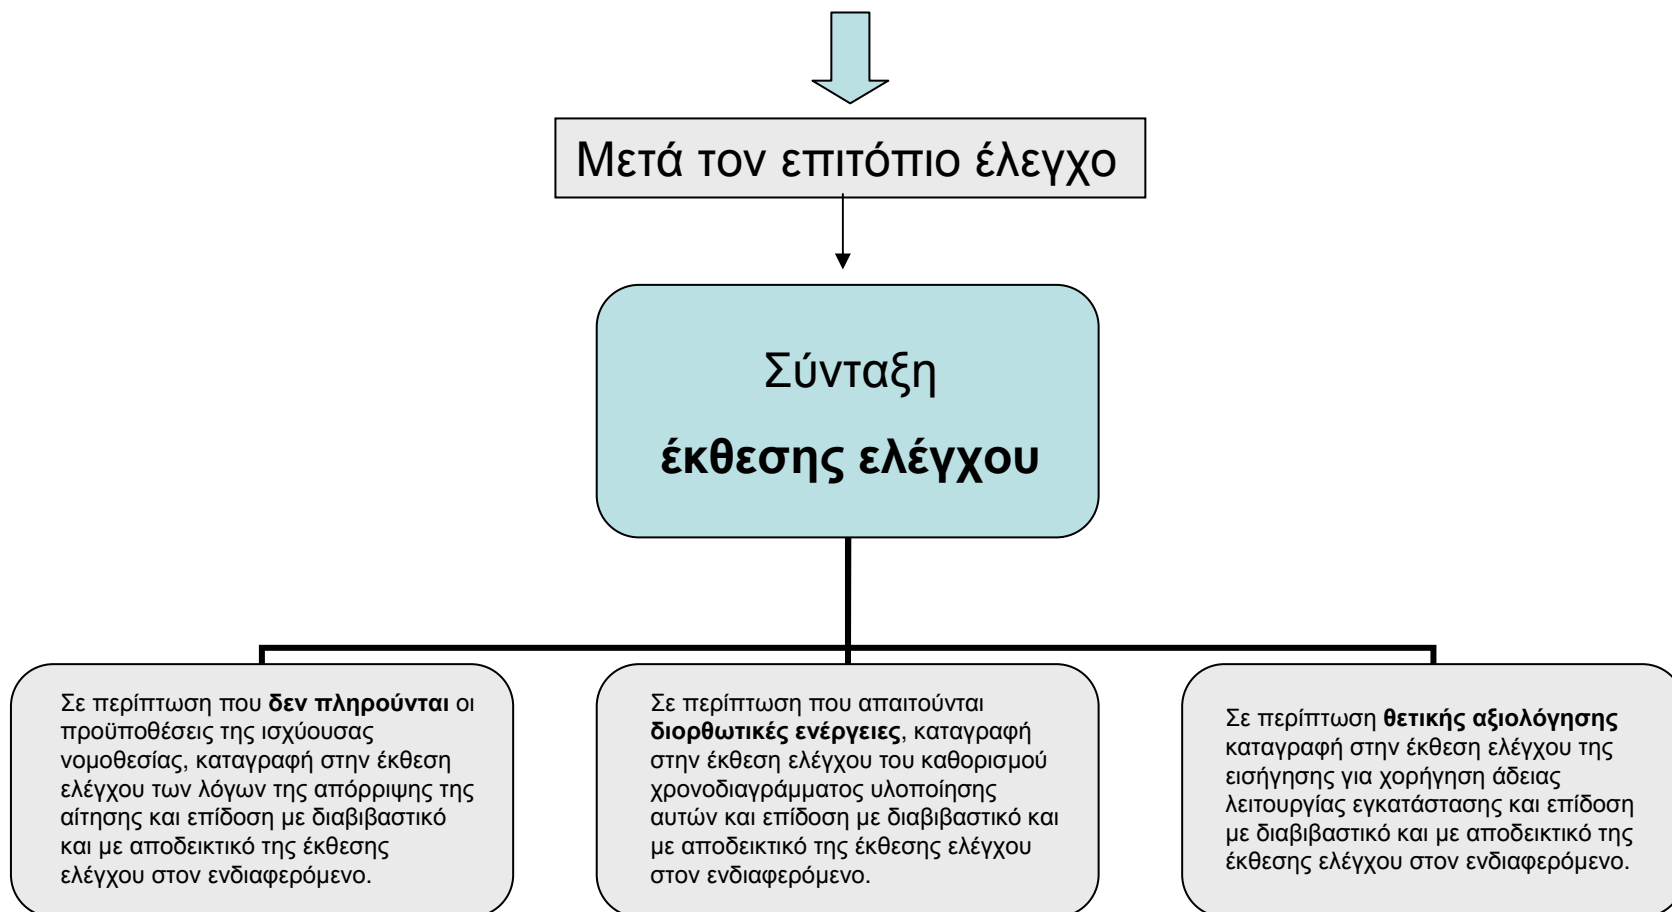 Μετά τον επιτόπιο έλεγχο
Σύνταξη
έκθεσης ελέγχου
Σε περίπτωση που δεν πληρούνται οι
προϋποθέσεις της ισχύουσας
νομοθεσίας, καταγραφή στην έκθεση
ελέγχου των λόγων της απόρριψης της
αίτησης και επίδοση με διαβιβαστικό
και με αποδεικτικό της έκθεσης
ελέγχου στον ενδιαφερόμενο.
Σε περίπτωση που απαιτούνται
διορθωτικές ενέργειες, καταγραφή
στην έκθεση ελέγχου του καθορισμού
χρονοδιαγράμματος υλοποίησης
αυτών και επίδοση με διαβιβαστικό και
με αποδεικτικό της έκθεσης ελέγχου
στον ενδιαφερόμενο.
Σε περίπτωση θετικής αξιολόγησης
καταγραφή στην έκθεση ελέγχου της
εισήγησης για χορήγηση άδειας
λειτουργίας εγκατάστασης και επίδοση
με διαβιβαστικό και με αποδεικτικό της
έκθεσης ελέγχου στον ενδιαφερόμενο.